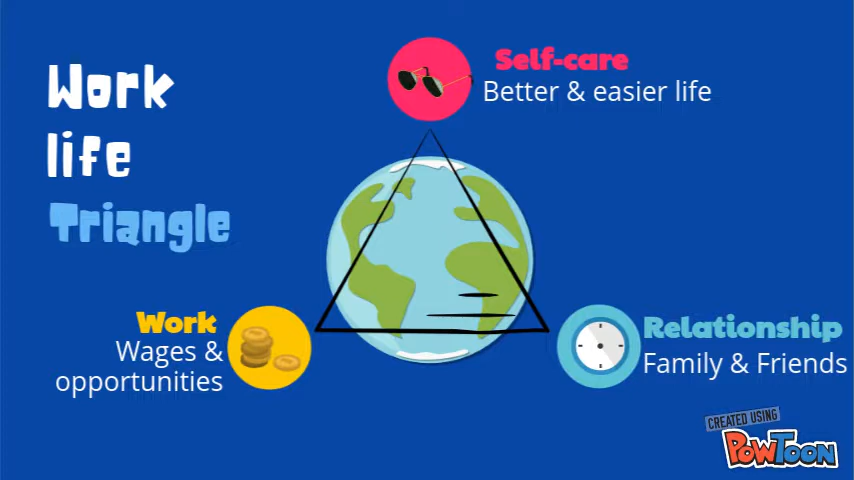 Work
life
Triangle
Self-care
Better & easier life
Work
Wages &
opportunities
Relationship
Family & Friends
CREATED USING
POWTOON